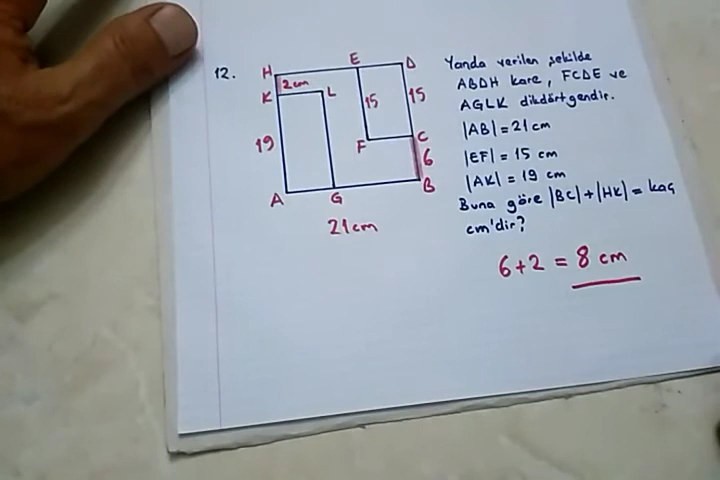 12.
H
E
D
2cm
K
L
15
15
19
F
C
6
A
G
B
21cm
Yanda verilen şekilde
ABDH kare, FCDE ve
AGLK dikdörtgendir.
|AB| = 21 cm
|EF| = 15 cm
|AK| = 19 cm
Buna göre |BC|+|HK| = kaç
cm'dir?
6+2 = 8 cm